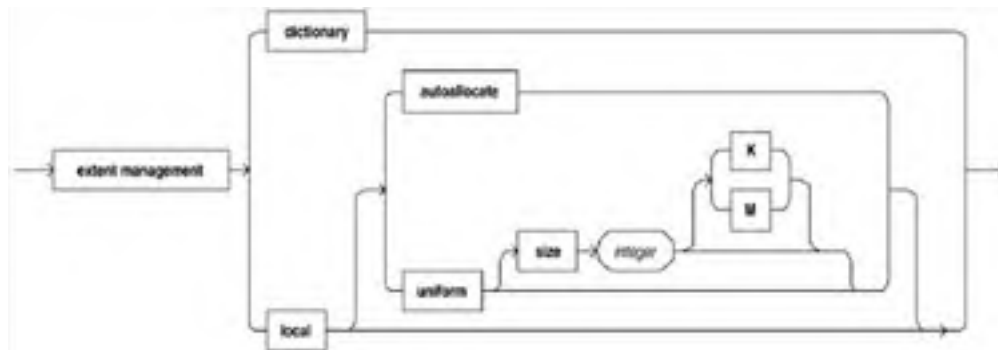 dictionary
autoallocate
K
extent management
M
size integer
uniform
local